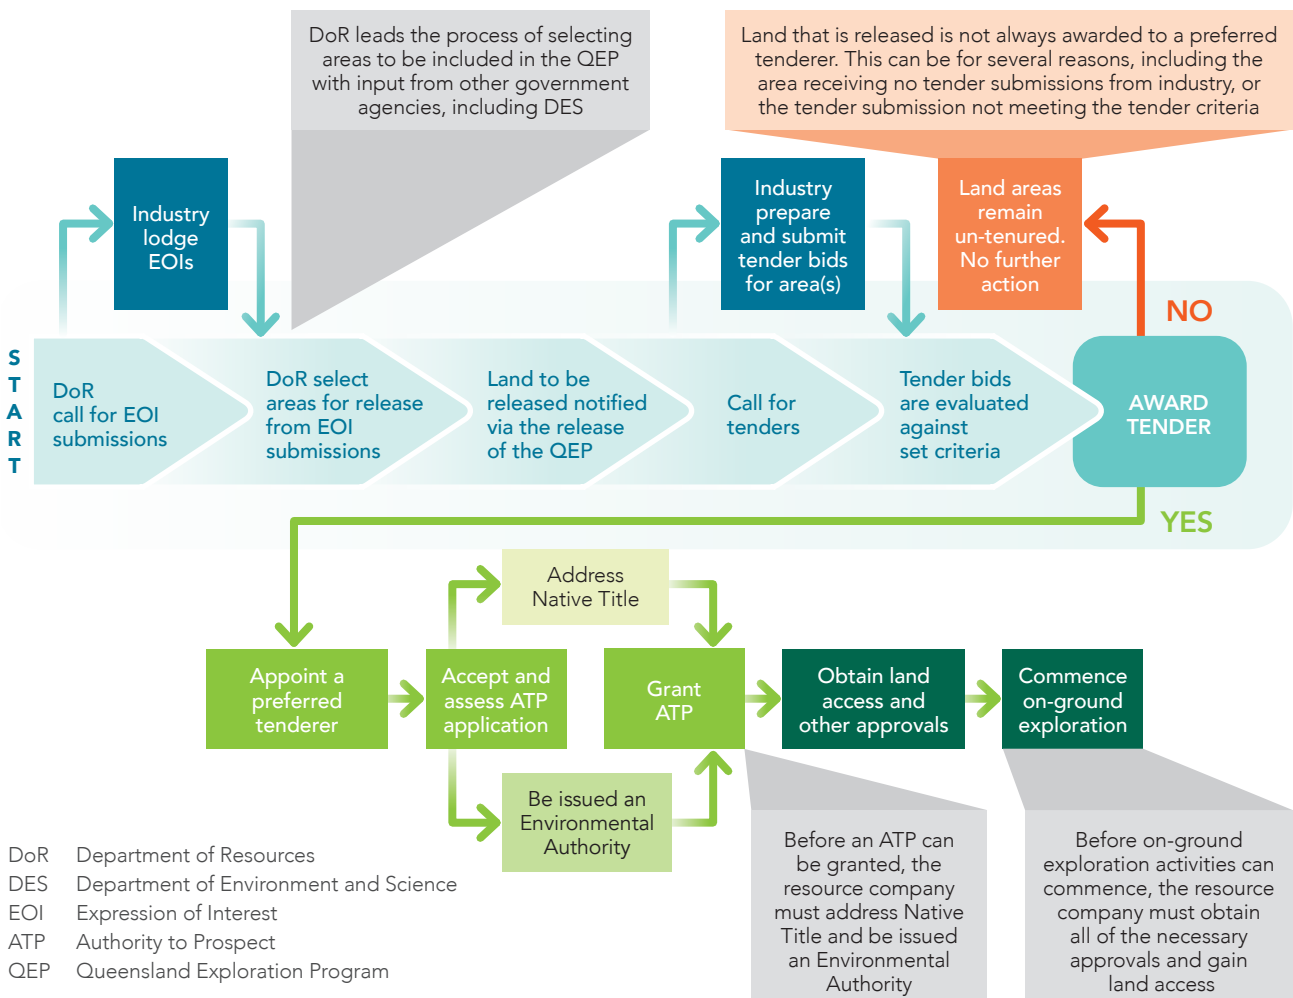 DoR leads the process of selecting
areas to be included in the QEP
with input from other government
agencies, including DES
Land that is released is not always awarded to a preferred
tenderer. This can be for several reasons, including the
area receiving no tender submissions from industry, or
the tender submission not meeting the tender criteria
Industry
lodge
EOIs
Industry
prepare
and submit
tender bids
for area(s)
Land areas
remain
un-tenured.
No further
action
NO
START
DoR
call for EOI
submissions
DoR select
areas for release
from EOI
submissions
Land to be
released notified
via the release
of the QEP
Call for
tenders
Tender bids
are evaluated
against
set criteria
AWARD
TENDER
YES
Address
Native Title
Appoint a
preferred
tenderer
Accept and
assess ATP
application
Grant
ATP
Obtain land
access and
other approvals
Commence
on-ground
exploration
Be issued an
Environmental
Authority
Before an ATP can
be granted, the
resource company
must address Native
Title and be issued
an Environmental
Authority
Before on-ground
exploration activities can
commence, the resource
company must obtain
all of the necessary
approvals and gain
land access
DoR Department of Resources
DES Department of Environment and Science
EOI Expression of Interest
ATP Authority to Prospect
QEP Queensland Exploration Program